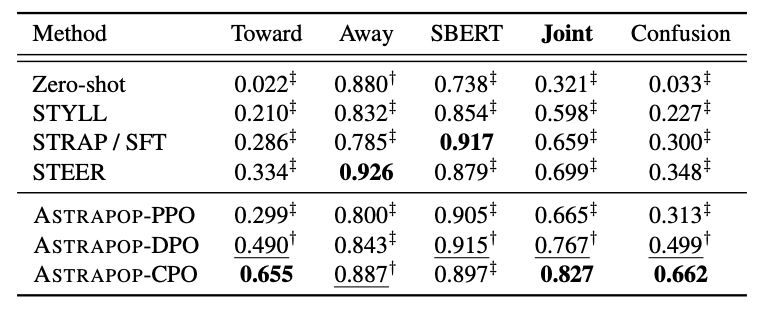 Method Toward Away SBERT Joint Confusion
Zero-shot 0.022‡ 0.880† 0.738‡ 0.321‡ 0.033‡
STYLL 0.210‡ 0.832‡ 0.854‡ 0.598‡ 0.227‡
STRAP / SFT 0.286‡ 0.785‡ 0.917 0.659‡ 0.300‡
STEER 0.334‡ 0.926 0.879‡ 0.699‡ 0.348‡
ASTRAPOP-PPO 0.299‡ 0.800‡ 0.905‡ 0.665‡ 0.313‡
ASTRAPOP-DPO 0.490† 0.843‡ 0.915† 0.767† 0.499†
ASTRAPOP-CPO 0.655 0.887† 0.897‡ 0.827 0.662